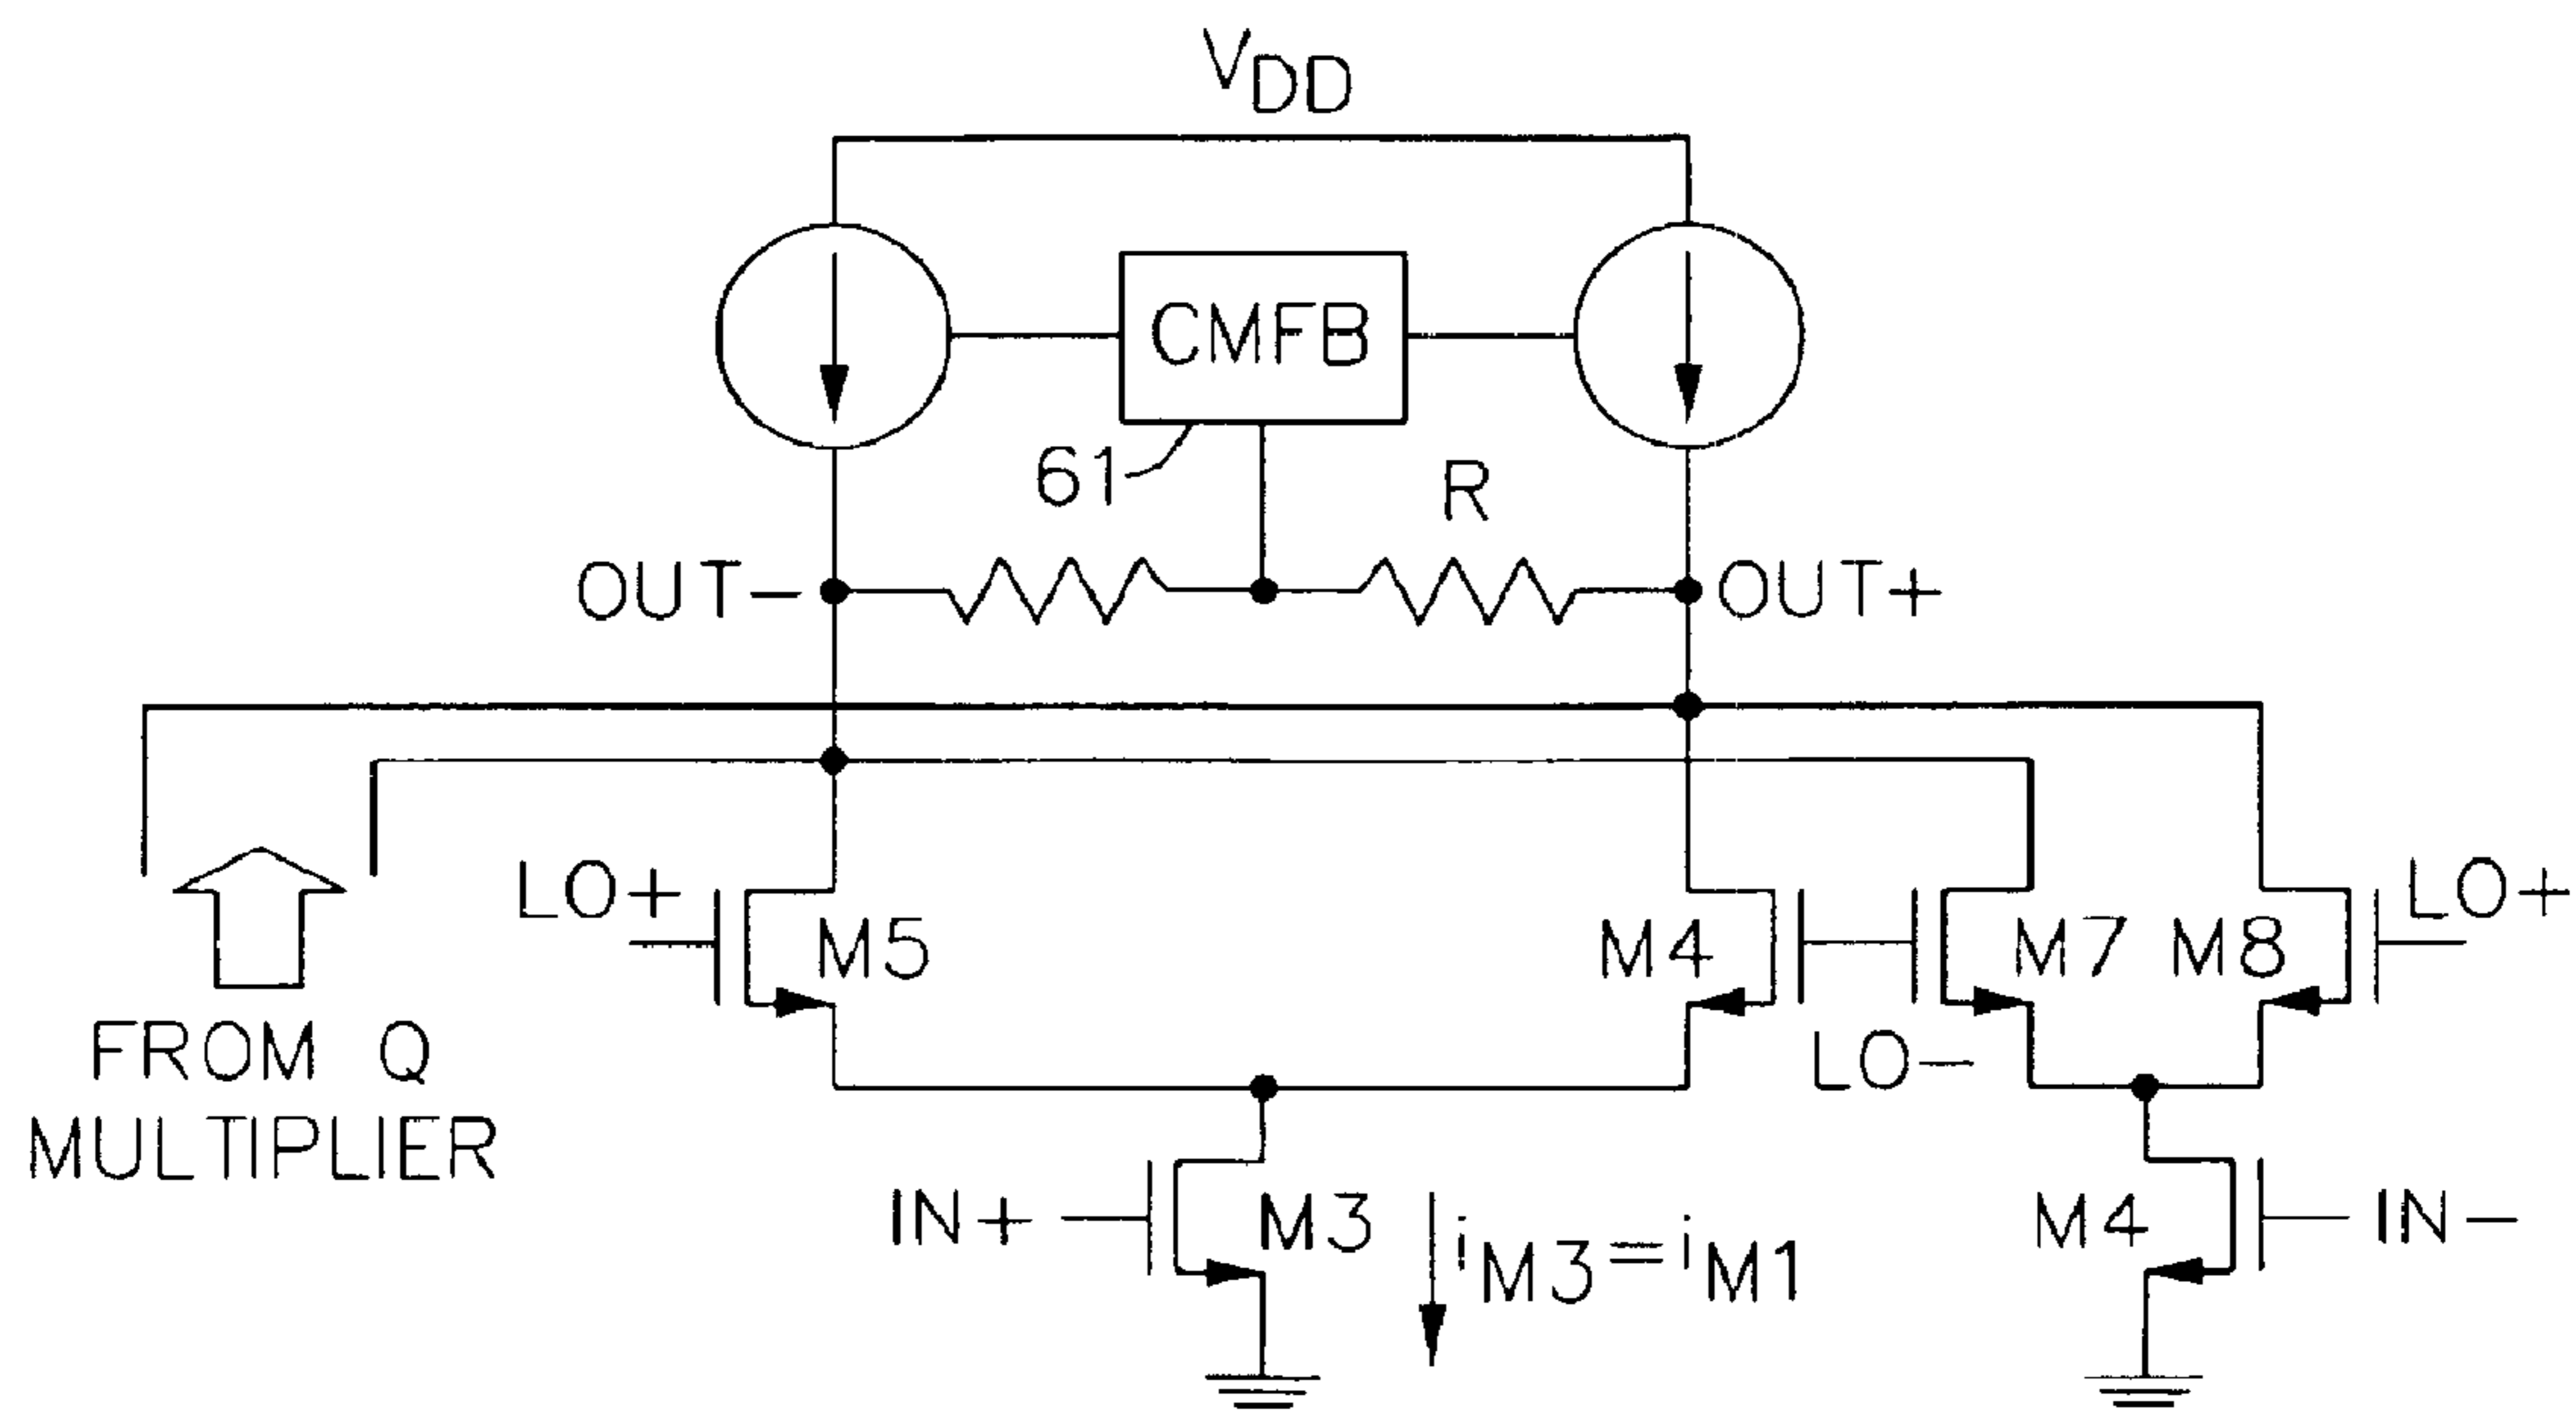 VDD
CMFB
61
R
OUT-
OUT+
LO+
M5
M4
M7
M8
LO+
LO-
FROM Q
MULTIPLIER
IN+
M3
iM3=iM1
M4
IN-